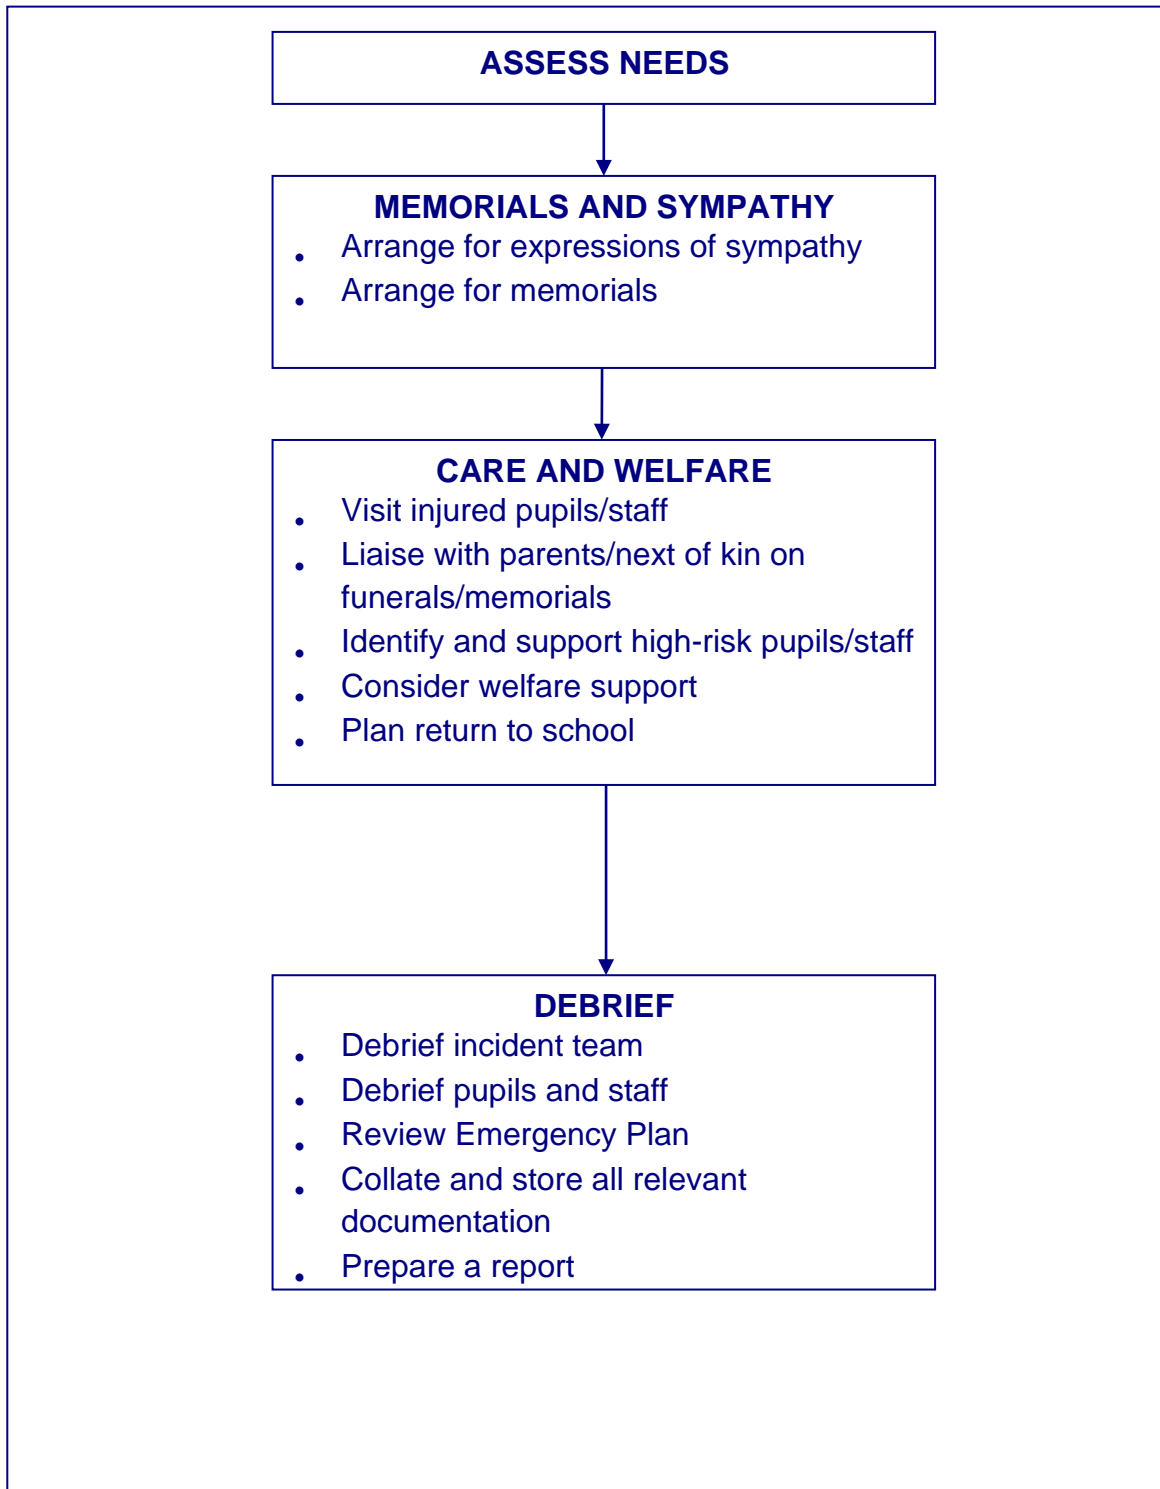 ASSESS NEEDS
MEMORIALS AND SYMPATHY
• Arrange for expressions of sympathy
• Arrange for memorials
CARE AND WELFARE
• Visit injured pupils/staff
• Liaise with parents/next of kin on
funerals/memorials
• Identify and support high-risk pupils/staff
• Consider welfare support
• Plan return to school
DEBRIEF
• Debrief incident team
• Debrief pupils and staff
• Review Emergency Plan
• Collate and store all relevant
documentation
• Prepare a report